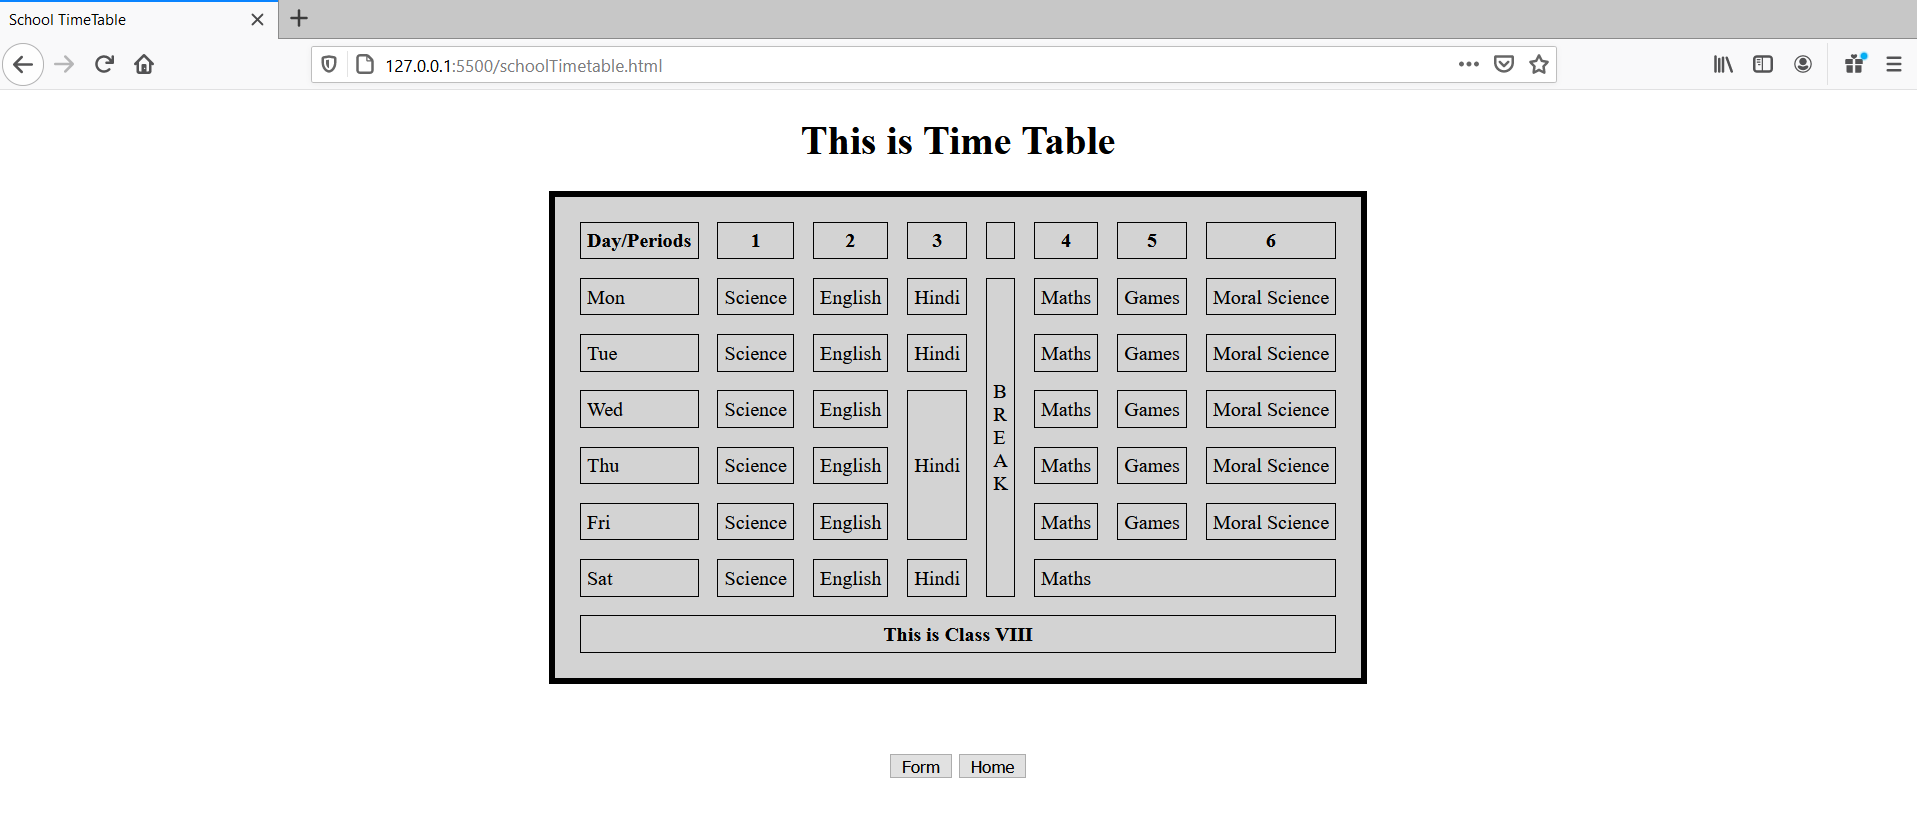 School TimeTable
127.0.0.1:5500/schoolTimetable.html
This is Time Table
Day/Periods 1 2 3 4 5 6
Mon Science English Hindi Maths Games Moral Science
Tue Science English Hindi Maths Games Moral Science
Wed Science English Maths Games Moral Science
Thu Science English Hindi Maths Games Moral Science
Fri Science English Maths Games Moral Science
Sat Science English Hindi Maths
B
R
E
A
K
This is Class VIII
Form Home